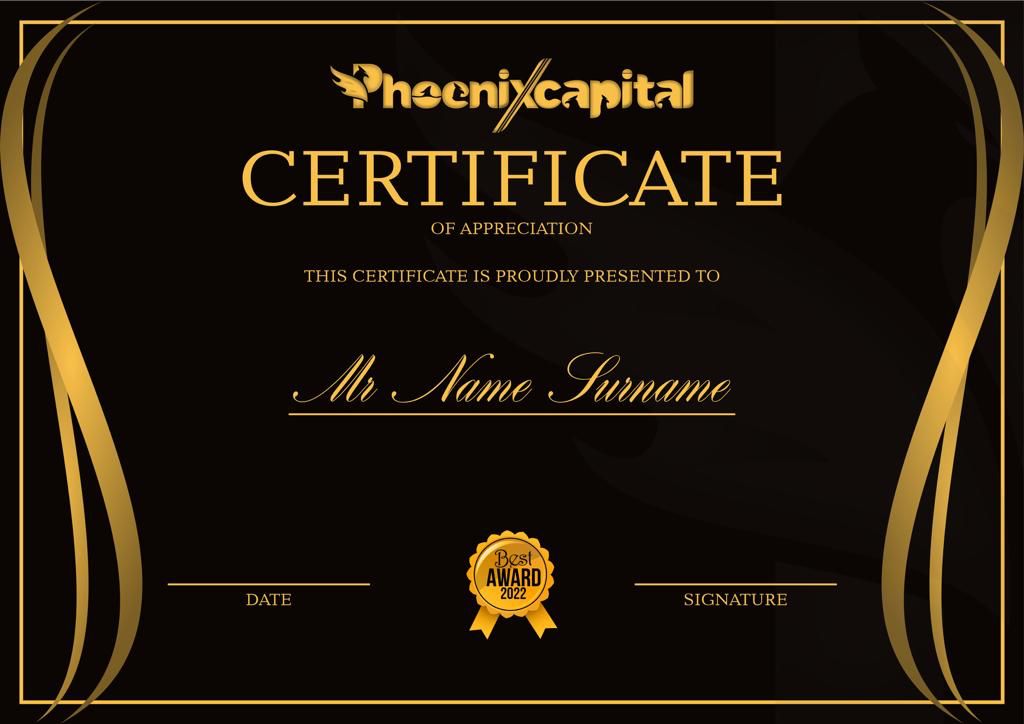 Phoenixcapital
CERTIFICATE
OF APPRECIATION
THIS CERTIFICATE IS PROUDLY PRESENTED TO
Mr Name Surname
Best
AWARD
2022
DATE
SIGNATURE